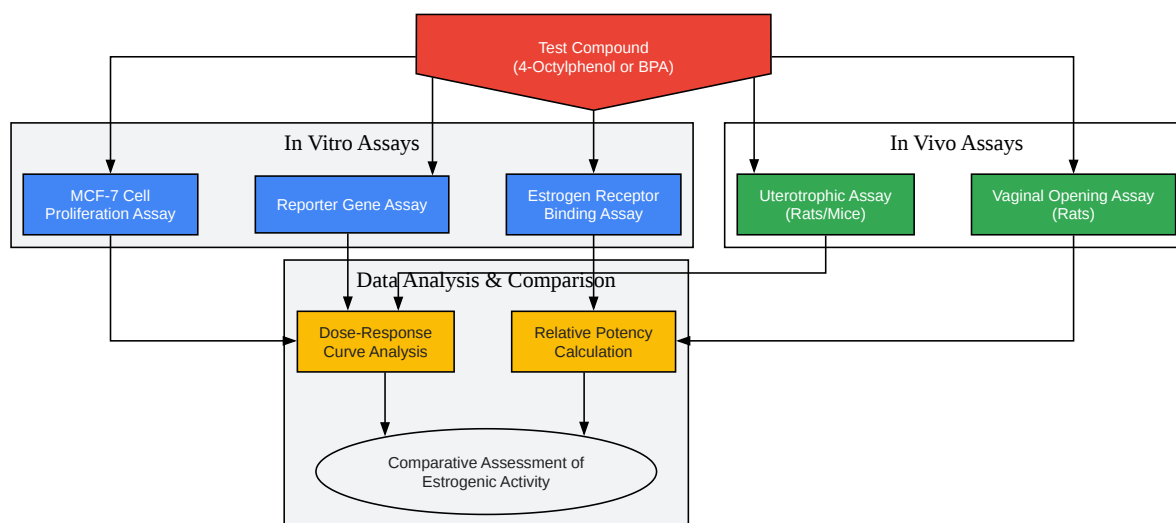 Test Compound
(4-Octylphenol or BPA)
In Vitro Assays
In Vivo Assays
MCF-7 Cell
Proliferation Assay
Reporter Gene Assay
Estrogen Receptor
Binding Assay
Uterotrophic Assay
(Rats/Mice)
Vaginal Opening Assay
(Rats)
Data Analysis & Comparison
Dose-Response
Curve Analysis
Relative Potency
Calculation
Comparative Assessment of
Estrogenic Activity